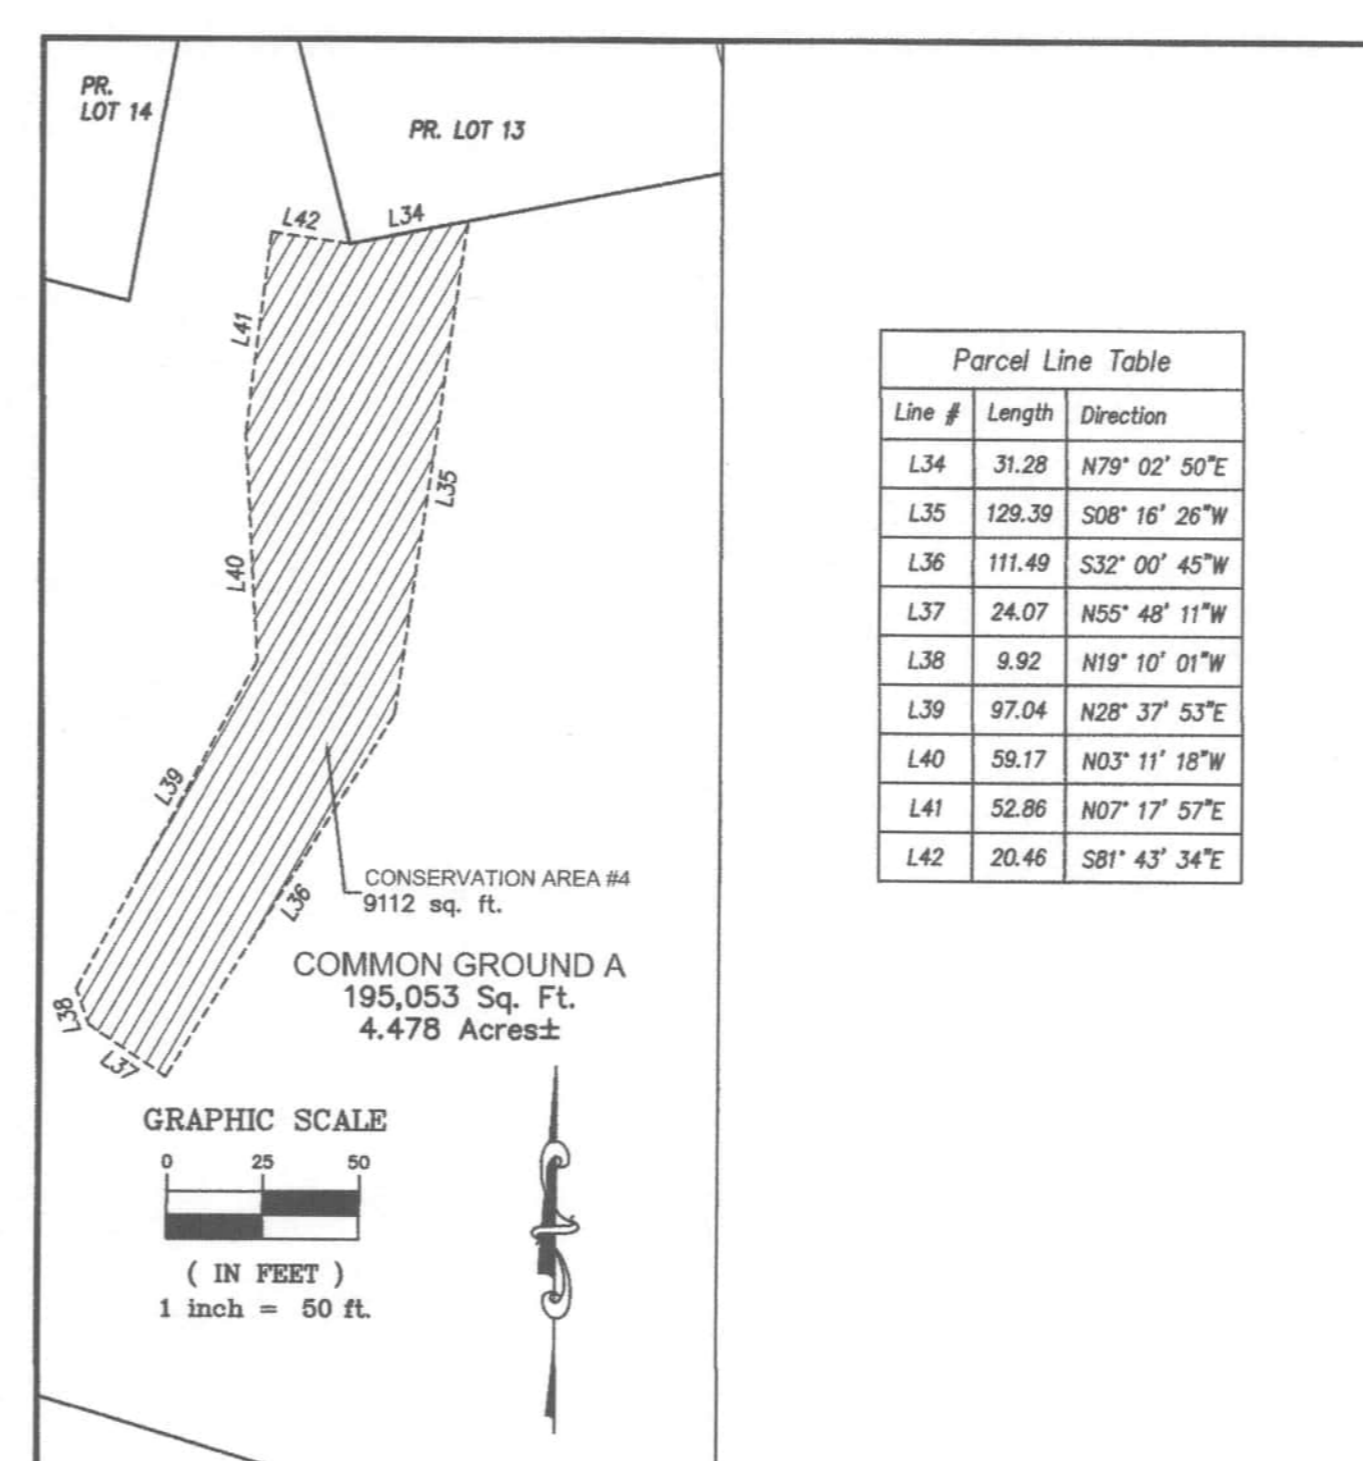 PR.
LOT 14
PR. LOT 13
L42
L34
L41
L35
L40
L39
L36
L38
L37
CONSERVATION AREA #4
9112 sq. ft.
COMMON GROUND A
195,053 Sq. Ft.
4.478 Acres±
GRAPHIC SCALE
0 25 50
( IN FEET )
1 inch = 50 ft.
Parcel Line Table
Line # Length Direction
L34 31.28 N79° 02' 50"E
L35 129.39 S08° 16' 26"W
L36 111.49 S32° 00' 45"W
L37 24.07 N55° 48' 11"W
L38 9.92 N19° 10' 01"W
L39 97.04 N28° 37' 53"E
L40 59.17 N03° 11' 18"W
L41 52.86 N07° 17' 57"E
L42 20.46 S81° 43' 34"E